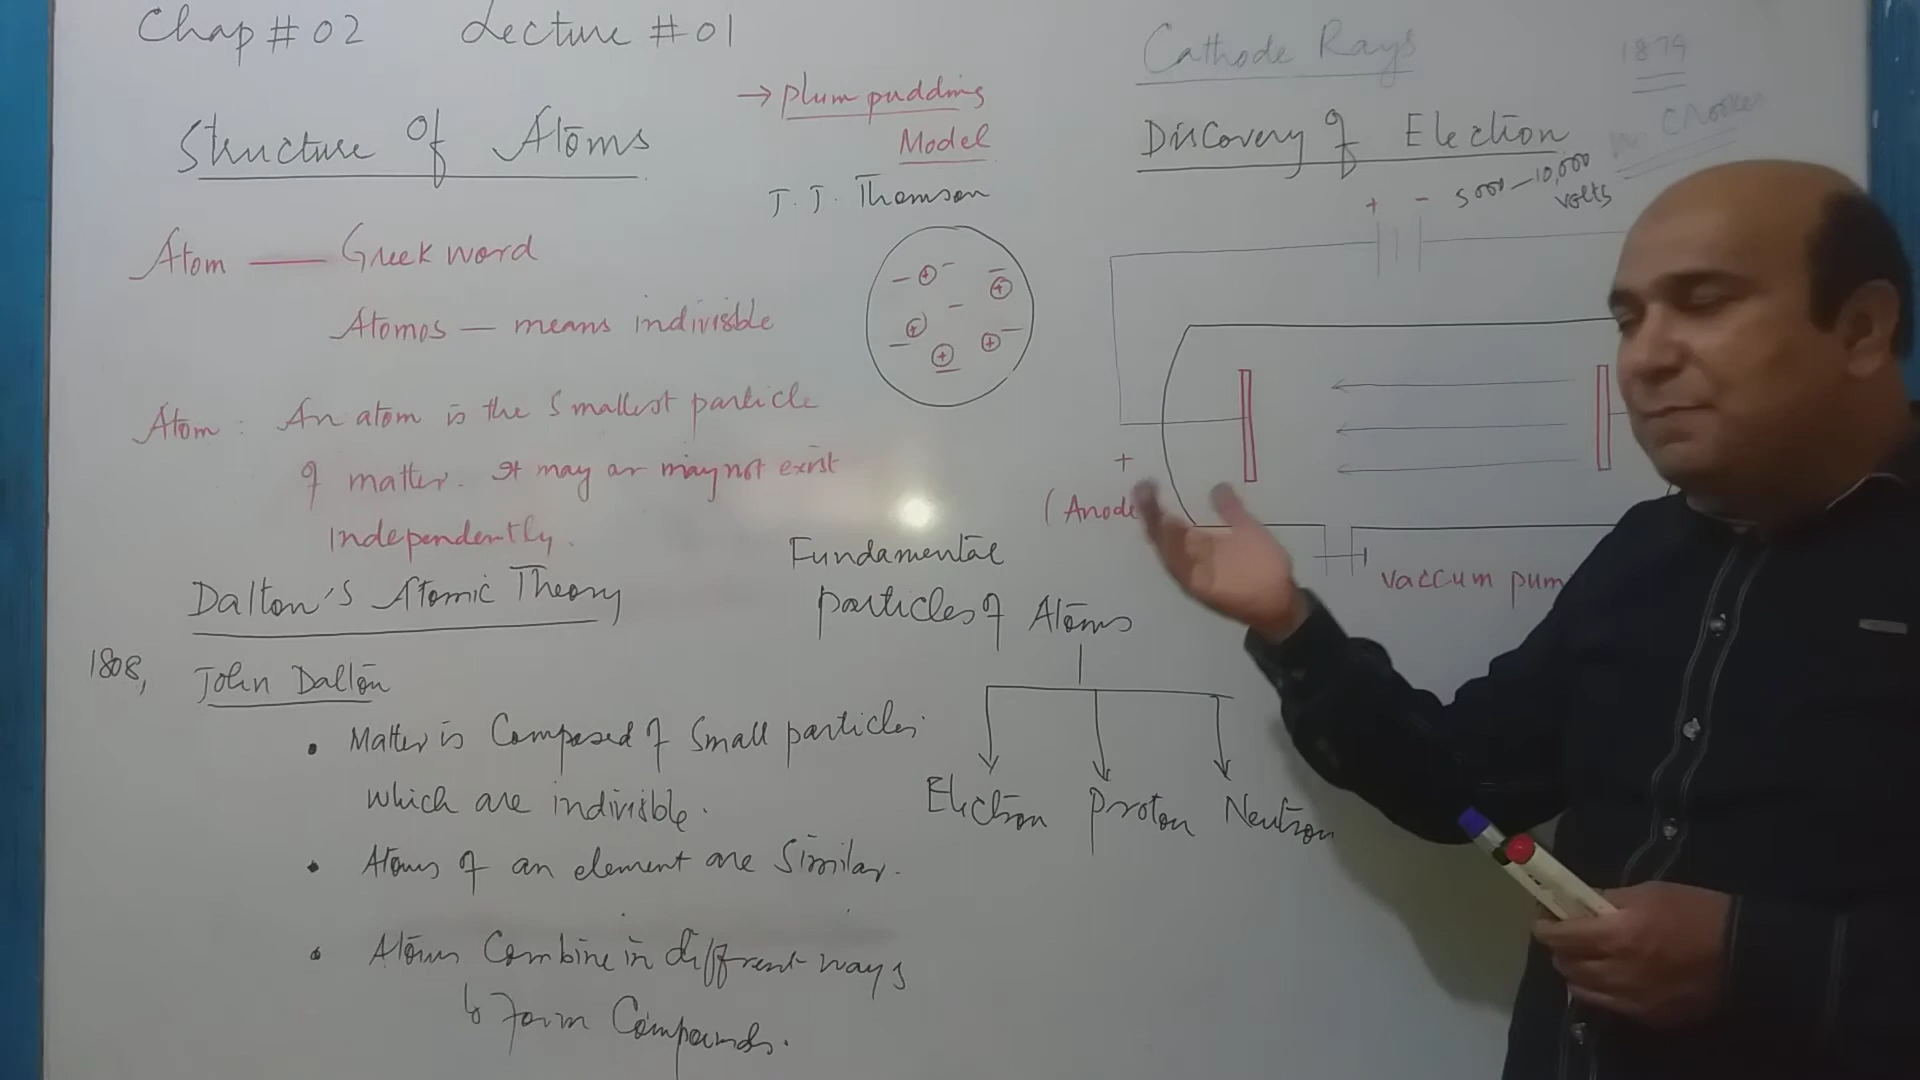 Chap # 02 Lecture # 01
Structure Of Atoms
Atom — Greek word
Atomos — means indivisible
Atom: An atom is the Smallest particle
of matter. It may or may not exist
independently.
Dalton's Atomic Theory
1808, John Dalton
• Matter is Composed of Small particles
which are indivisible.
• Atoms of an element are Similar.
• Atoms Combine in different ways
to form Compounds.
→ Plum pudding
Model
J. J. Thomson
− + − − +
−
+ + −
− +
Fundamental
particles of Atoms
Electron Proton Neutron
Cathode Rays 1879
Discovery of Electron
+ − 5000 – 10,000
volts
+
(Anode
vaccum pum